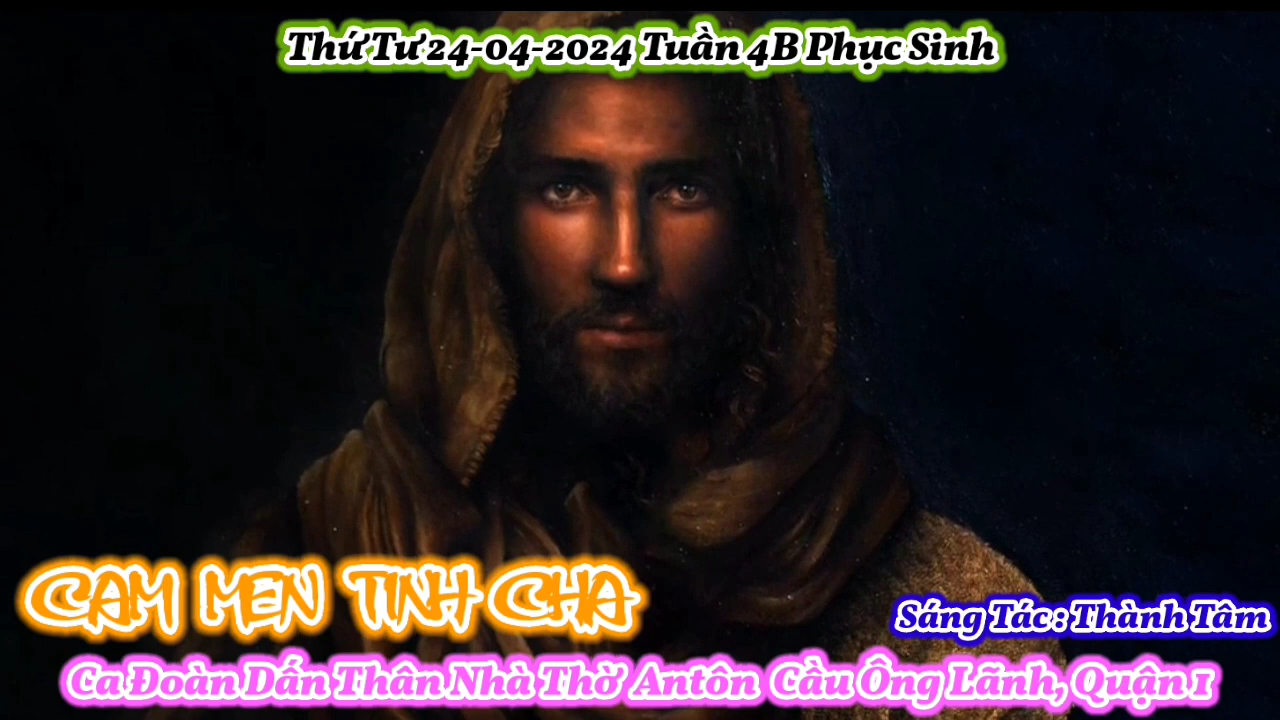 Thứ Tư 24-04-2024 Tuần 4B Phục Sinh
CAM MEN TINH CHA
Sáng Tác : Thành Tâm
Ca Đoàn Dấn Thân Nhà Thờ Antôn Cầu Ông Lãnh, Quận 1